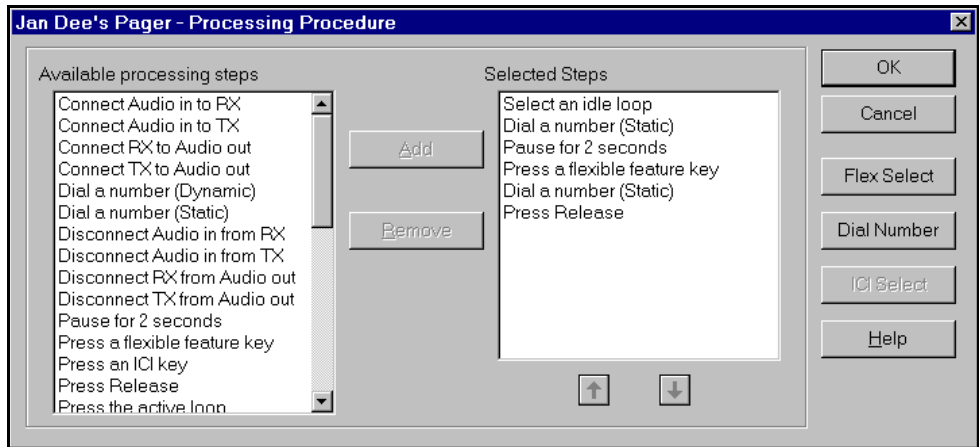 Jan Dee's Pager - Processing Procedure
Available processing steps
Connect Audio in to RX
Connect Audio in to TX
Connect RX to Audio out
Connect TX to Audio out
Dial a number (Dynamic)
Dial a number (Static)
Disconnect Audio in from RX
Disconnect Audio in from TX
Disconnect RX from Audio out
Disconnect TX from Audio out
Pause for 2 seconds
Press a flexible feature key
Press an ICI key
Press Release
Press the active loop
Add
Remove
Selected Steps
Select an idle loop
Dial a number (Static)
Pause for 2 seconds
Press a flexible feature key
Dial a number (Static)
Press Release
OK
Cancel
Flex Select
Dial Number
ICI Select
Help